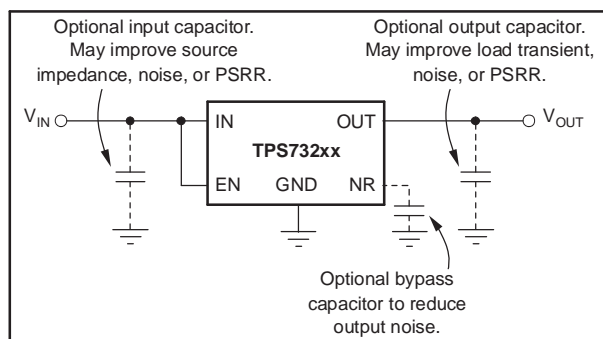 Optional input capacitor.
May improve source
impedance, noise, or PSRR.
Optional output capacitor.
May improve load transient,
noise, or PSRR.
VIN
IN
OUT
VOUT
TPS732xx
EN
GND
NR
Optional bypass
capacitor to reduce
output noise.